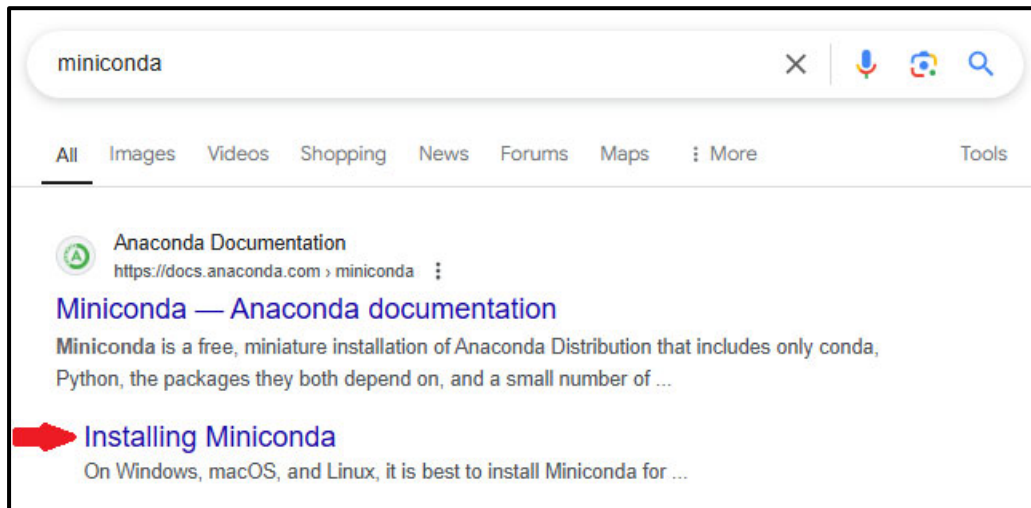 miniconda
All Images Videos Shopping News Forums Maps More Tools
Anaconda Documentation
https://docs.anaconda.com › miniconda
Miniconda — Anaconda documentation
Miniconda is a free, miniature installation of Anaconda Distribution that includes only conda,
Python, the packages they both depend on, and a small number of ...
Installing Miniconda
On Windows, macOS, and Linux, it is best to install Miniconda for ...